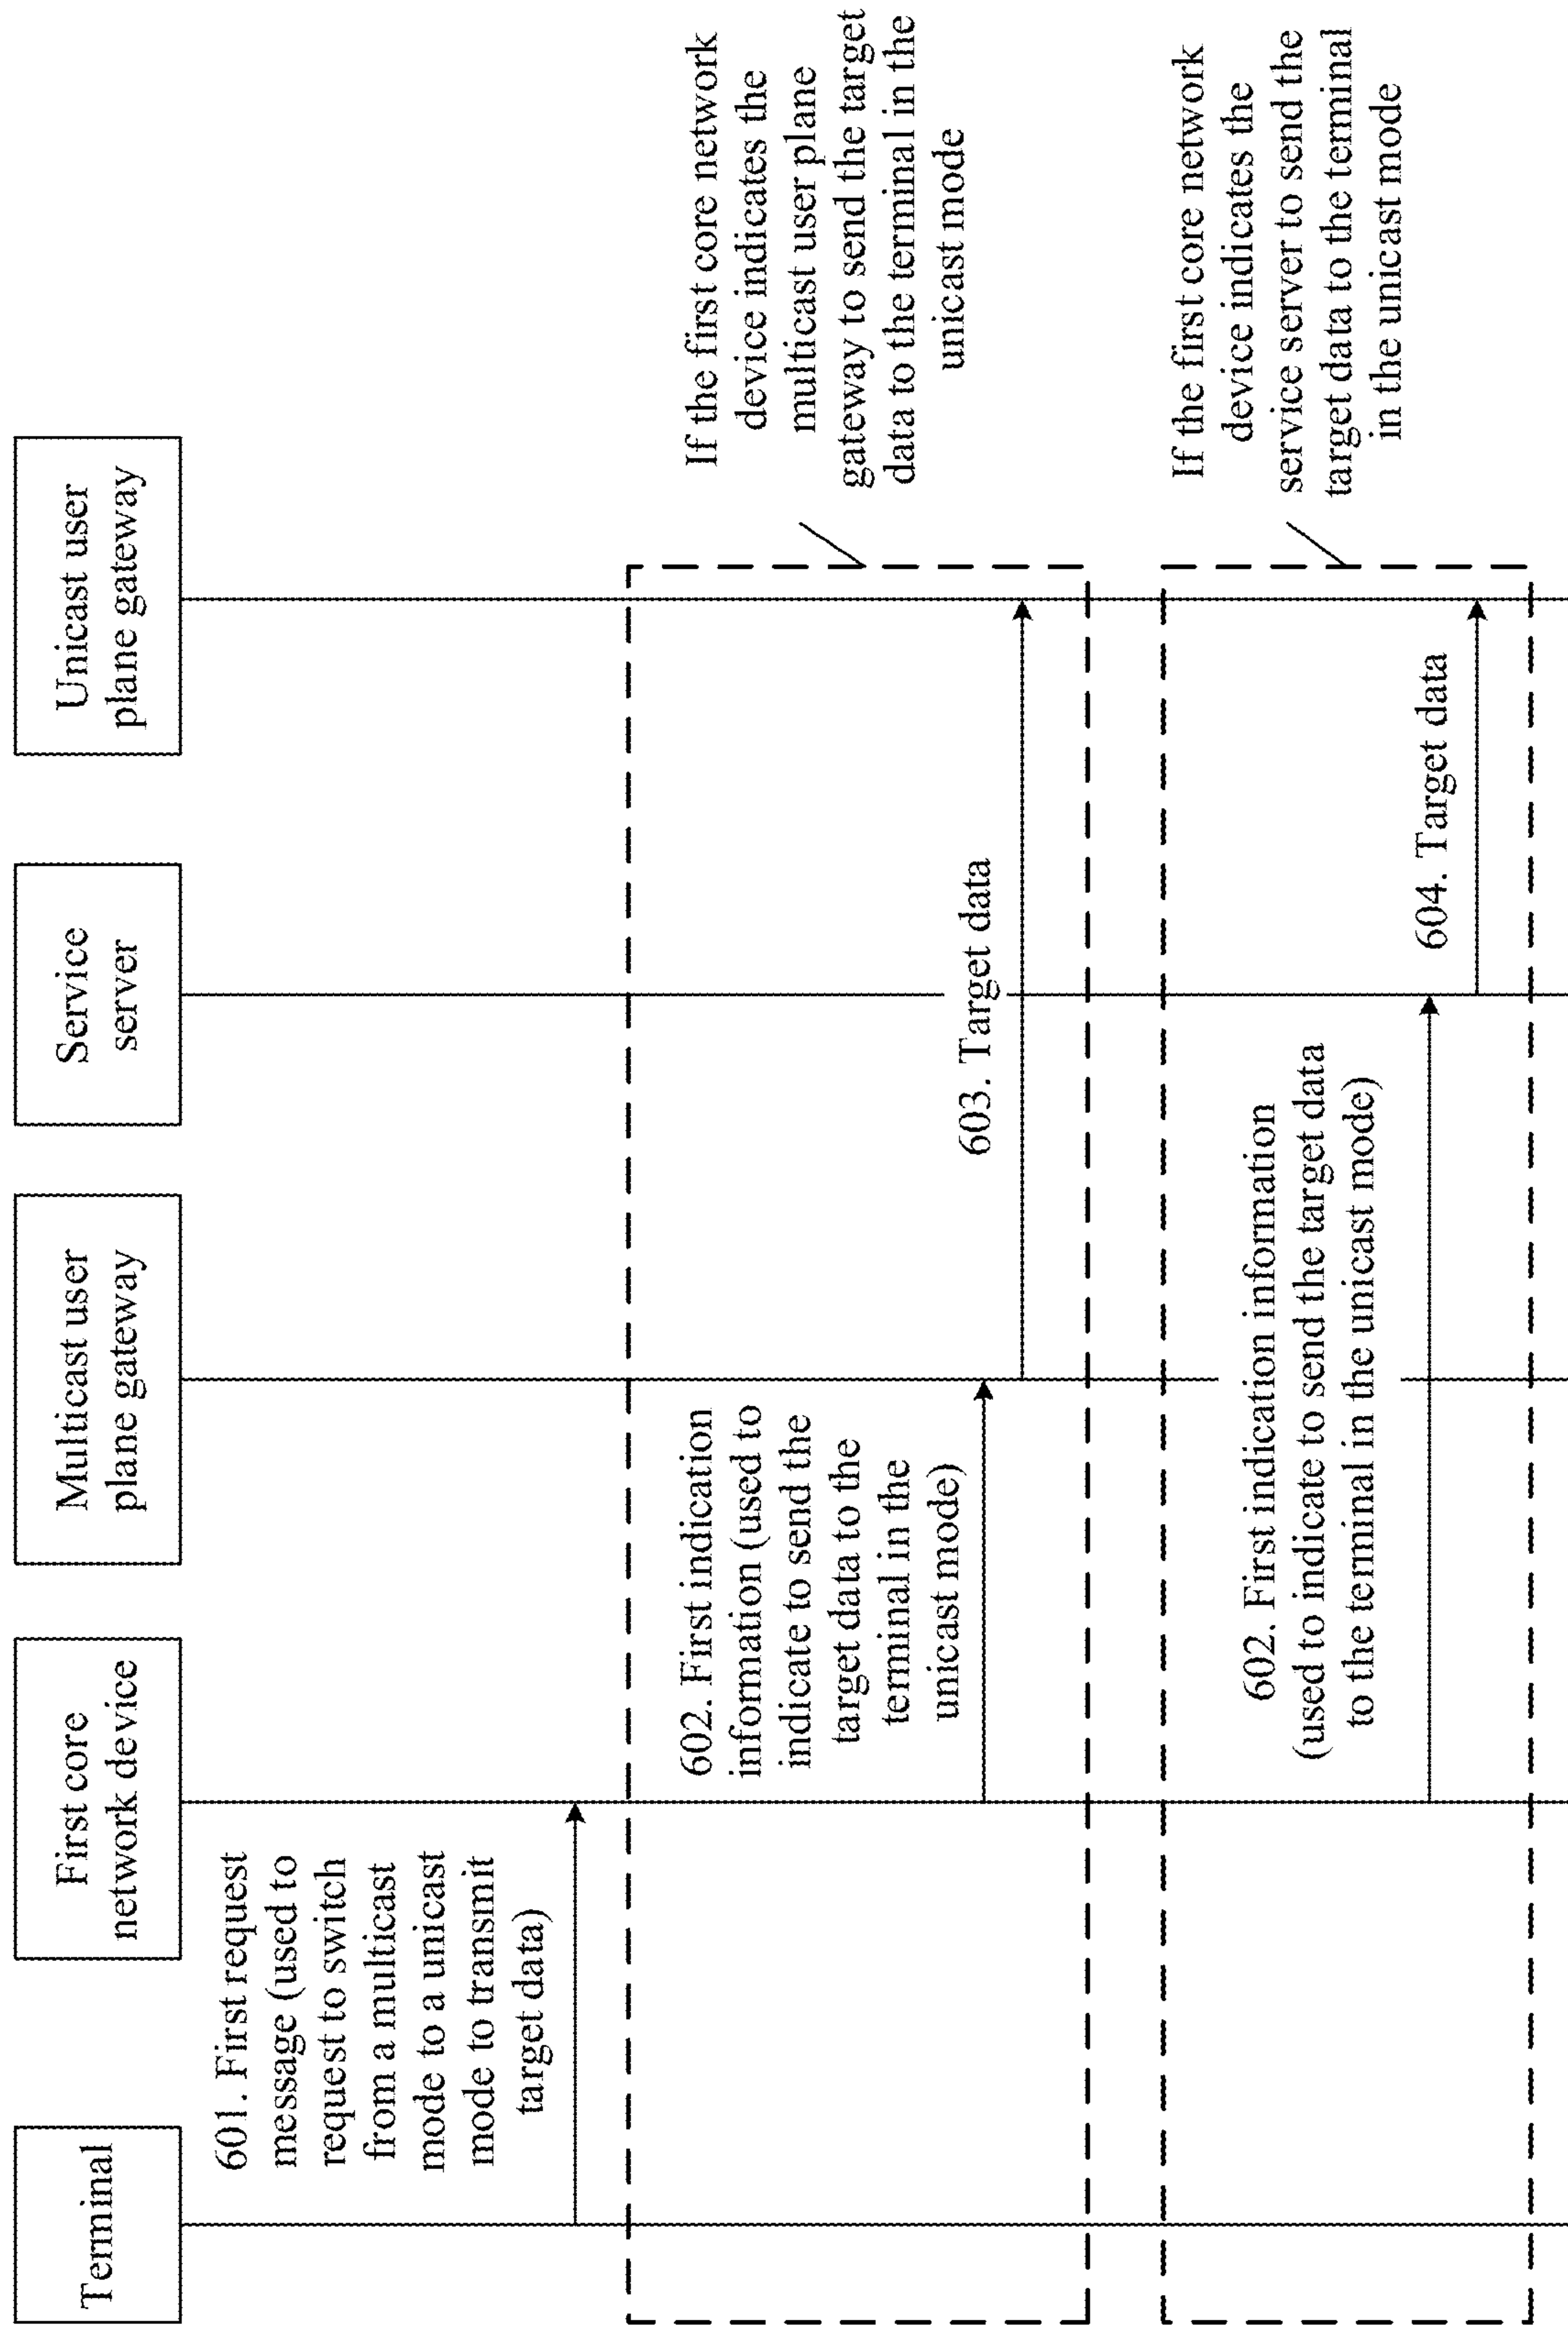 Terminal
First core
network device
Multicast user
plane gateway
Service
server
Unicast user
plane gateway
601. First request
message (used to
request to switch
from a multicast
mode to a unicast
mode to transmit
target data)
602. First indication
information (used to
indicate to send the
target data to the
terminal in the
unicast mode)
603. Target data
If the first core network
device indicates the
multicast user plane
gateway to send the target
data to the terminal in the
unicast mode
602. First indication information
(used to indicate to send the target data
to the terminal in the unicast mode)
604. Target data
If the first core network
device indicates the
service server to send the
target data to the terminal
in the unicast mode